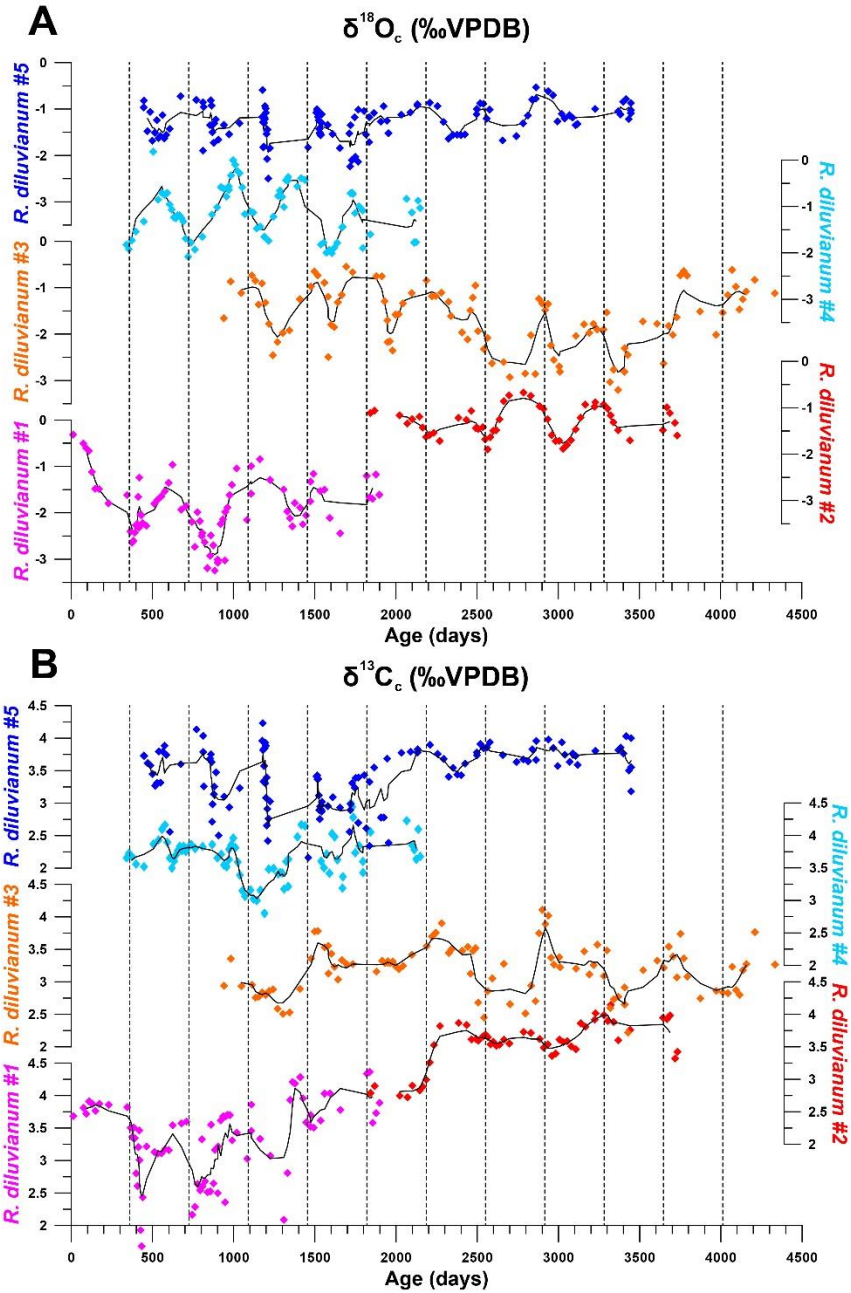 A
δ¹⁸Oc (‰VPDB)
R. diluvianum #5
0
-1
-2
-3
R. diluvianum #4
0
-1
-2
-3
R. diluvianum #3
0
-1
-2
-3
R. diluvianum #2
0
-1
-2
-3
R. diluvianum #1
0
-1
-2
-3
0 500 1000 1500 2000 2500 3000 3500 4000 4500
Age (days)
B
δ¹³Cc (‰VPDB)
R. diluvianum #5
4.5
4
3.5
3
2.5
2
R. diluvianum #4
4.5
4
3.5
3
2.5
2
R. diluvianum #3
4.5
4
3.5
3
2.5
2
R. diluvianum #2
4.5
4
3.5
3
2.5
2
R. diluvianum #1
4.5
4
3.5
3
2.5
2
0 500 1000 1500 2000 2500 3000 3500 4000 4500
Age (days)